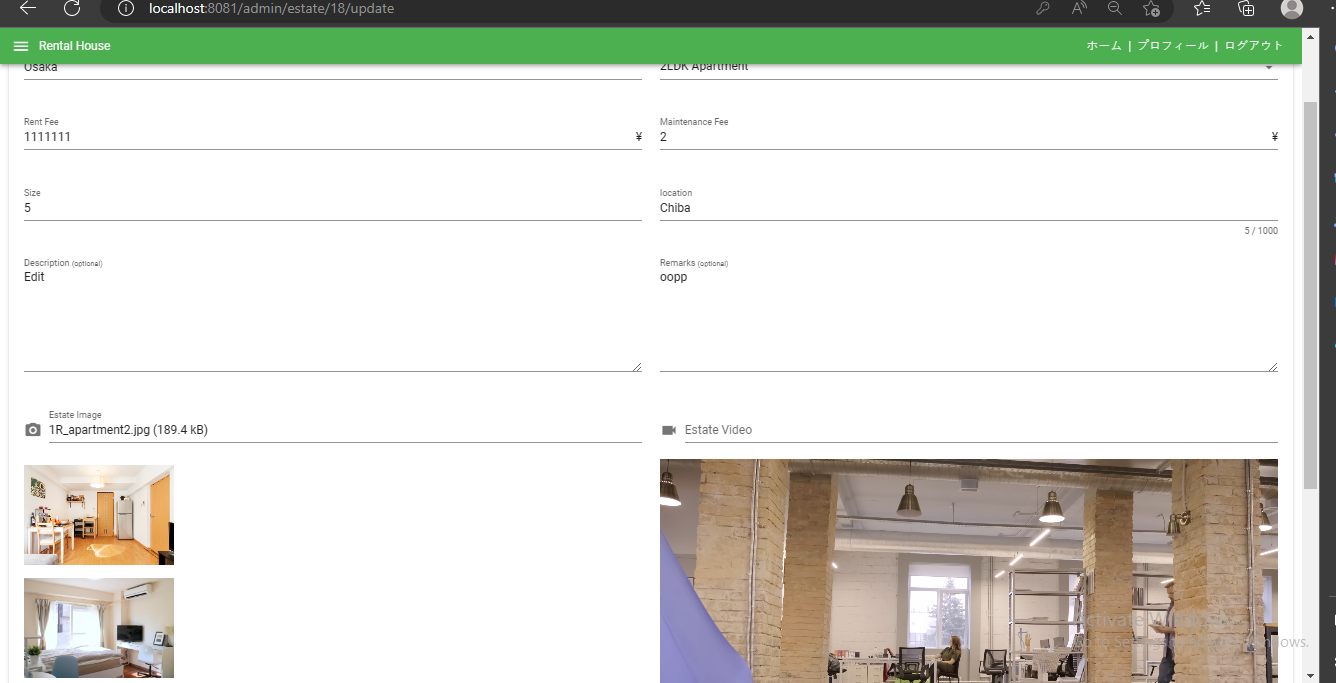 localhost:8081/admin/estate/18/update
Rental House
ホーム | プロフィール | ログアウト
Osaka
2LDK Apartment
Rent Fee
1111111 ¥
Maintenance Fee
2 ¥
Size
5
location
Chiba
5 / 1000
Description (optional)
Edit
Remarks (optional)
oopp
Estate Image
1R_apartment2.jpg (189.4 kB)
Estate Video
Activate Windows